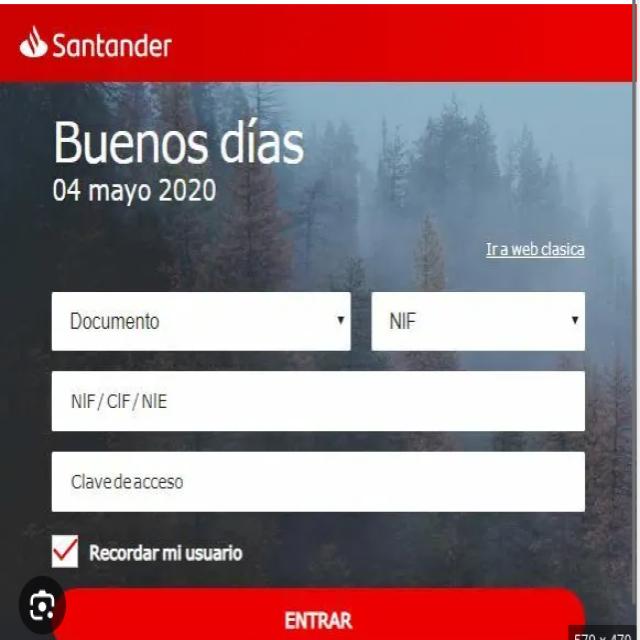 Santander
Buenos días
04 mayo 2020
Ir a web clasica
Documento NIF
NIF / CIF / NIE
Clave de acceso
Recordar mi usuario
ENTRAR
570 x 470